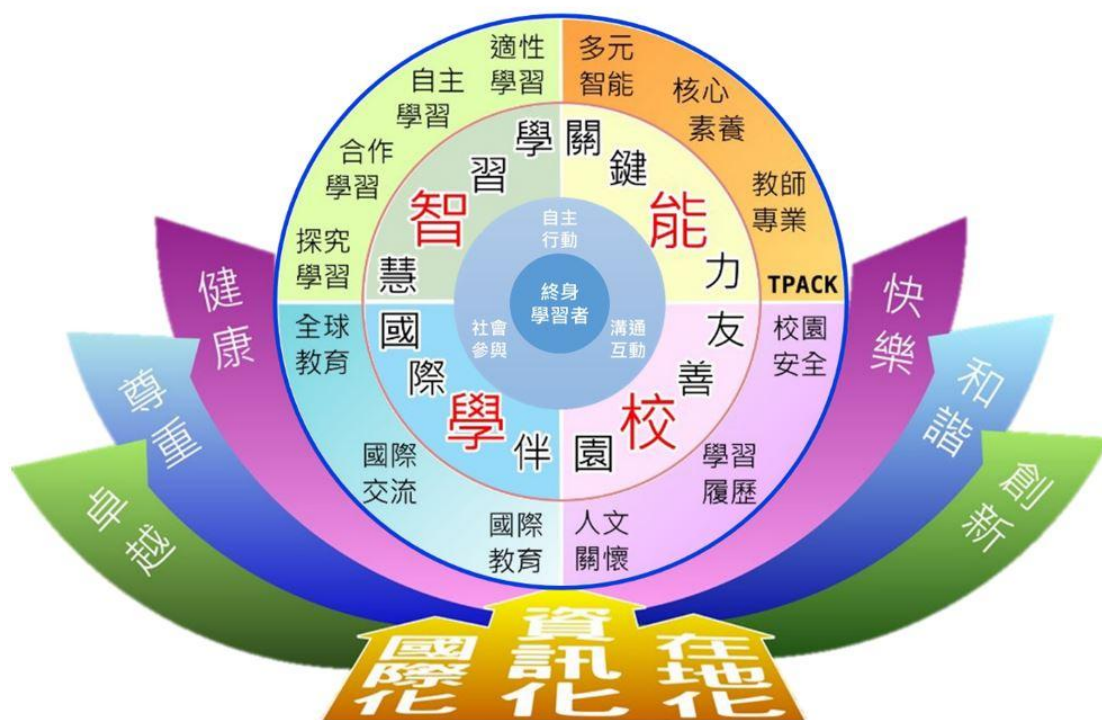 適性
學習
自主
學習
合作
學習
探究
學習
多元
智能
核心
素養
教師
專業
TPACK
智慧學習
關鍵能力
自主
行動
終身
學習者
社會
參與
溝通
互動
國際學伴
友善校園
全球
教育
國際
交流
國際
教育
校園
安全
學習
履歷
人文
關懷
健康
尊重
卓越
快樂
和諧
創新
國際化
資訊化
在地化